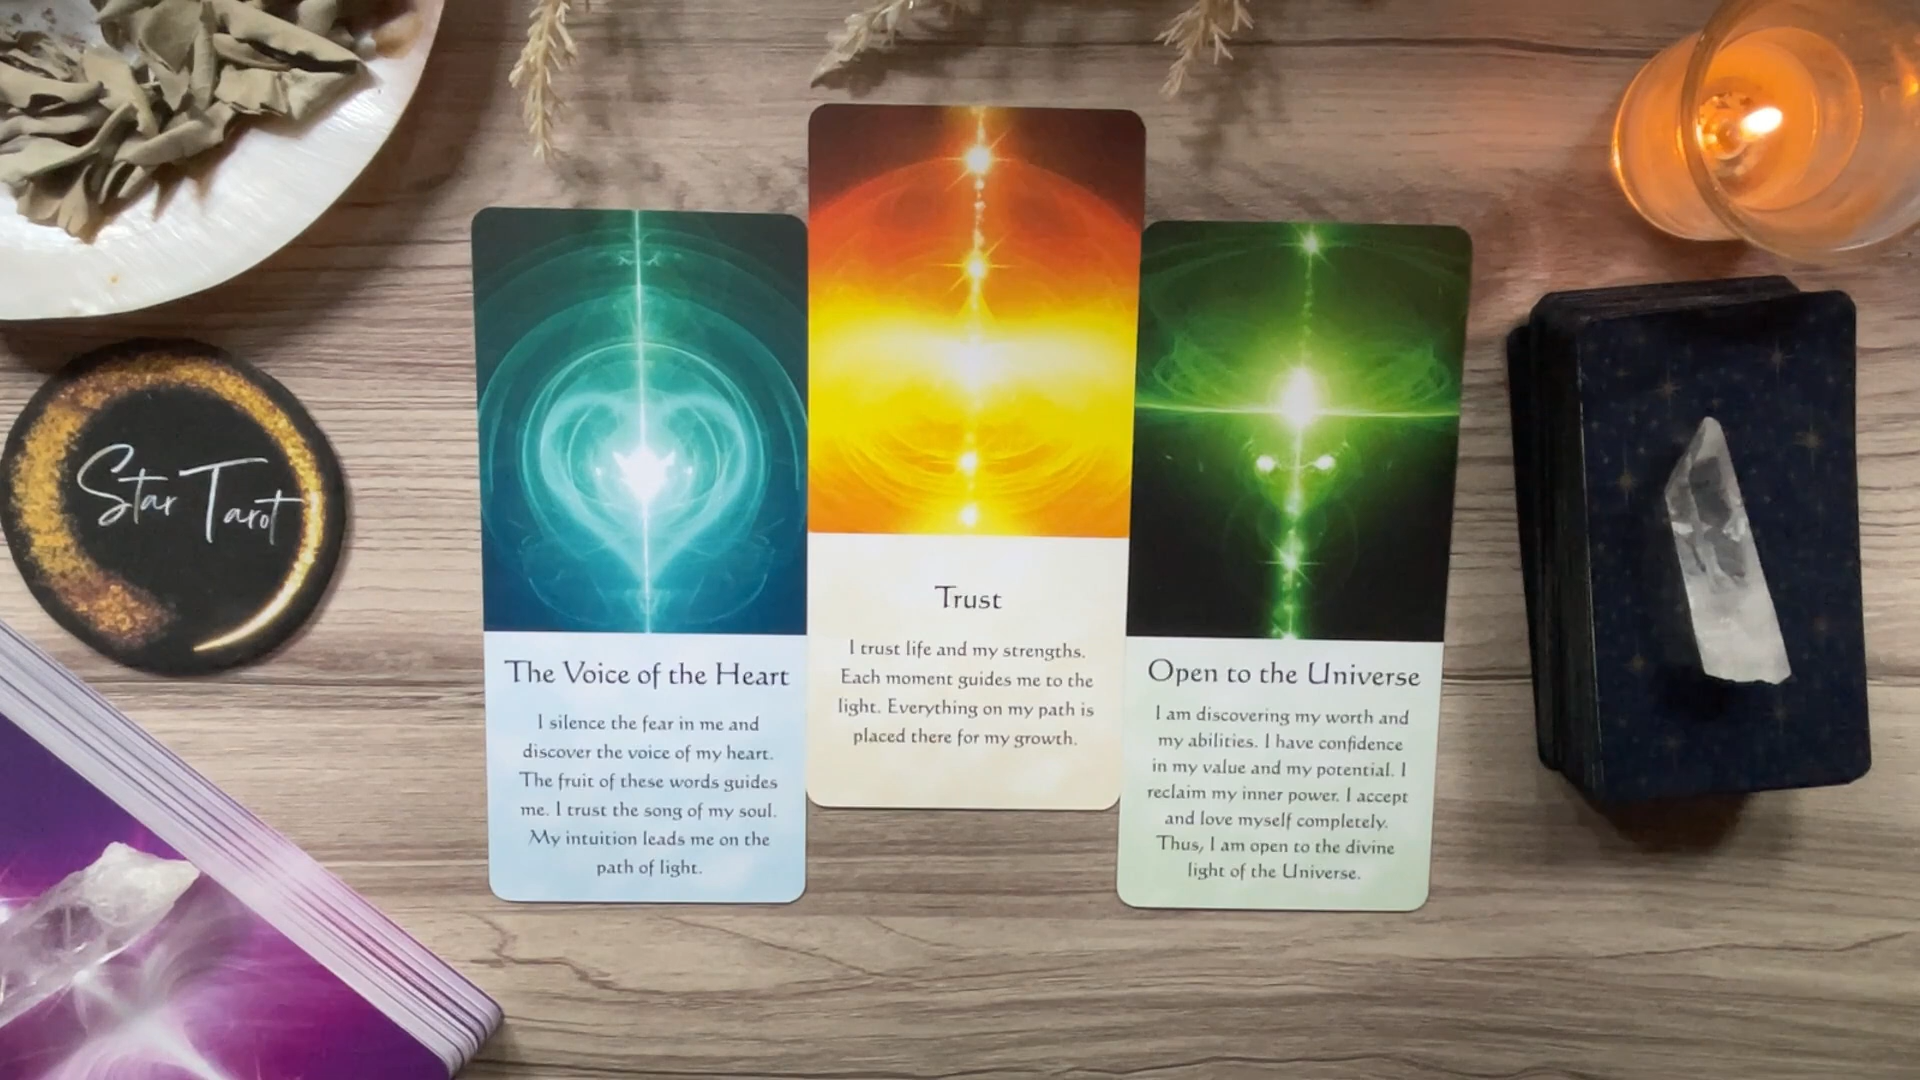 Star Tarot
The Voice of the Heart
I silence the fear in me and
discover the voice of my heart.
The fruit of these words guides
me. I trust the song of my soul.
My intuition leads me on the
path of light.
Trust
I trust life and my strengths.
Each moment guides me to the
light. Everything on my path is
placed there for my growth.
Open to the Universe
I am discovering my worth and
my abilities. I have confidence
in my value and my potential. I
reclaim my inner power. I accept
and love myself completely.
Thus, I am open to the divine
light of the Universe.